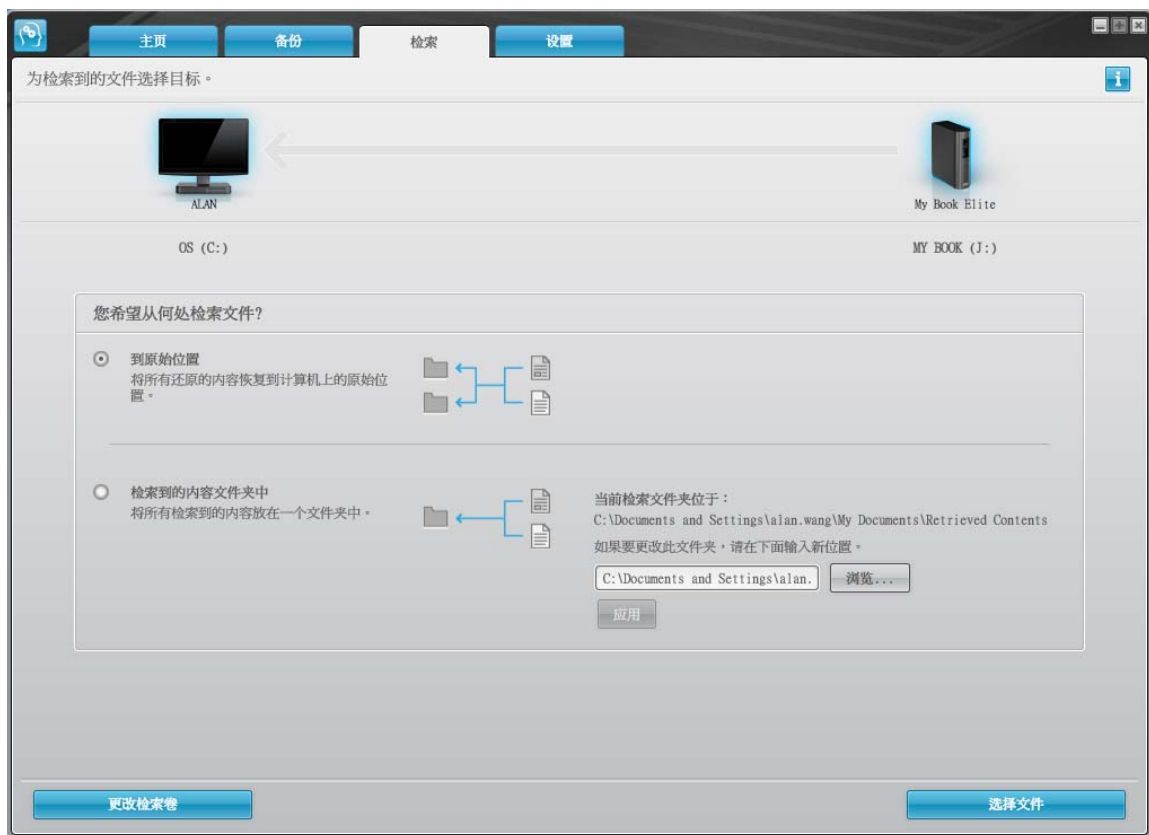 主页 备份 检索 设置
为检索到的文件选择目标。
ALAN My Book Elite
OS (C:) MY BOOK (J:)
您希望从何处检索文件?
到原始位置
将所有还原的内容恢复到计算机上的原始位
置。
检索到的内容文件夹中
将所有检索到的内容放在一个文件夹中。
当前检索文件夹位于：
C:\Documents and Settings\alan.wang\My Documents\Retrieved Contents
如果要更改此文件夹，请在下面输入新位置。
C:\Documents and Settings\alan. 浏览...
应用
更改检索卷 选择文件